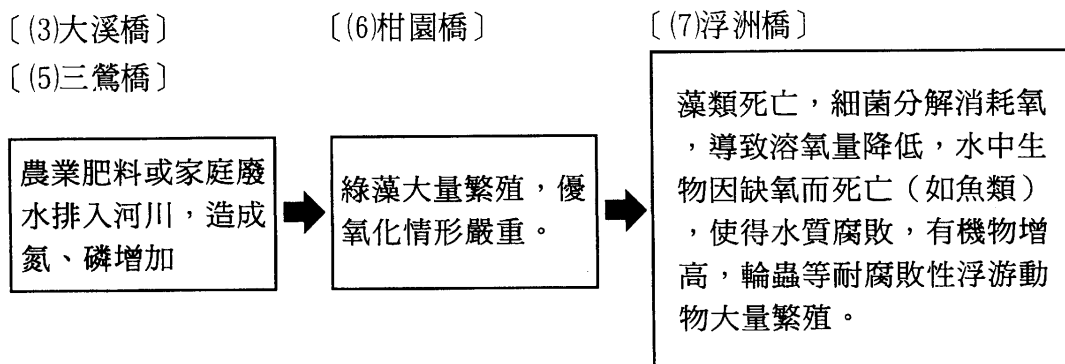 〔(3)大溪橋〕
〔(5)三鶯橋〕
農業肥料或家庭廢
水排入河川，造成
氮、磷增加
〔(6)柑園橋〕
綠藻大量繁殖，優
氧化情形嚴重。
〔(7)浮洲橋〕
藻類死亡，細菌分解消耗氧
，導致溶氧量降低，水中生
物因缺氧而死亡（如魚類）
，使得水質腐敗，有機物增
高，輪蟲等耐腐敗性浮游動
物大量繁殖。